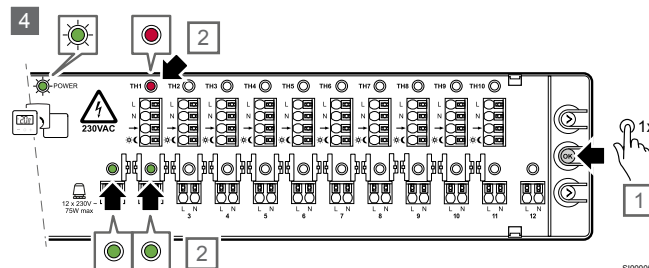 4
2
POWER
TH1 TH2 TH3 TH4 TH5 TH6 TH7 TH8 TH9 TH10
L
N
230VAC
1x
OK
1
12 x 230V ~
75W max
L N L N L N L N L N L N L N L N L N L N
3 4 5 6 7 8 9 10 11 12
2